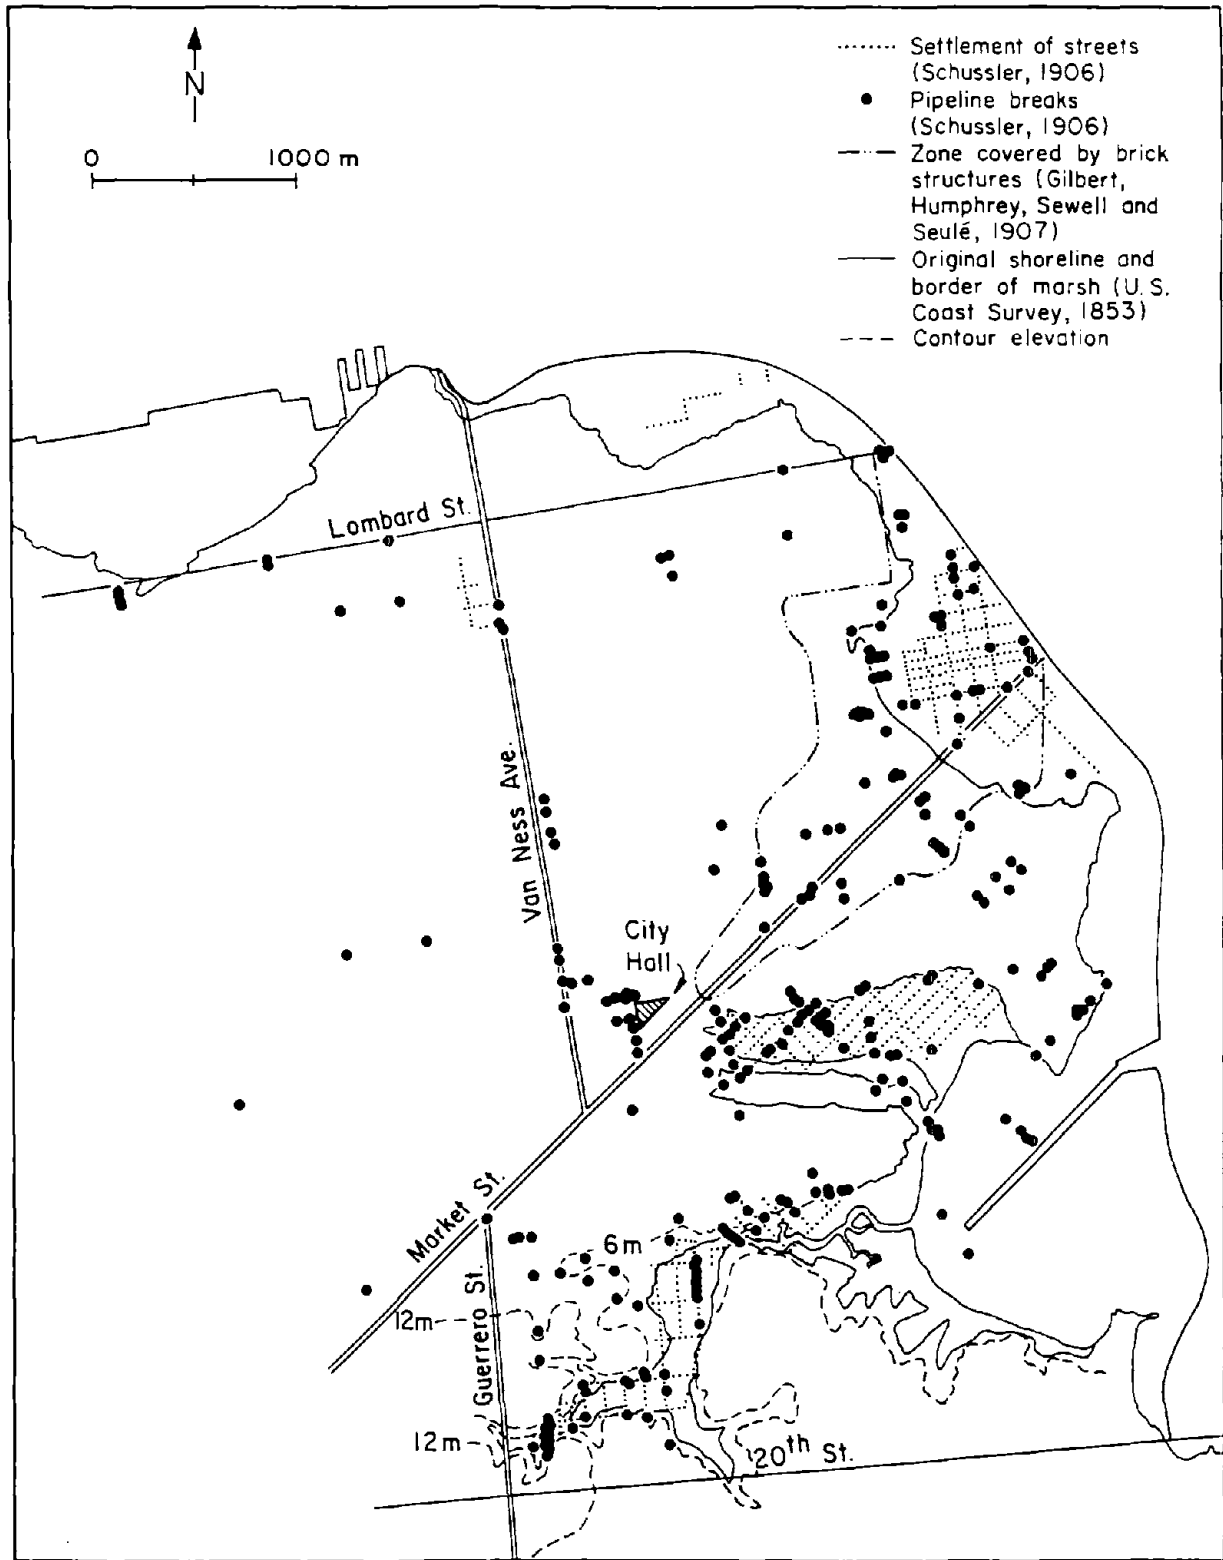 N
0 1000 m
Settlement of streets
(Schussler, 1906)
Pipeline breaks
(Schussler, 1906)
Zone covered by brick
structures (Gilbert,
Humphrey, Sewell and
Seulé, 1907)
Original shoreline and
border of marsh (U.S.
Coast Survey, 1853)
Contour elevation
Lombard St.
Van Ness Ave.
City
Hall
Market St.
6m
12m
Guerrero St.
12m
20th St.